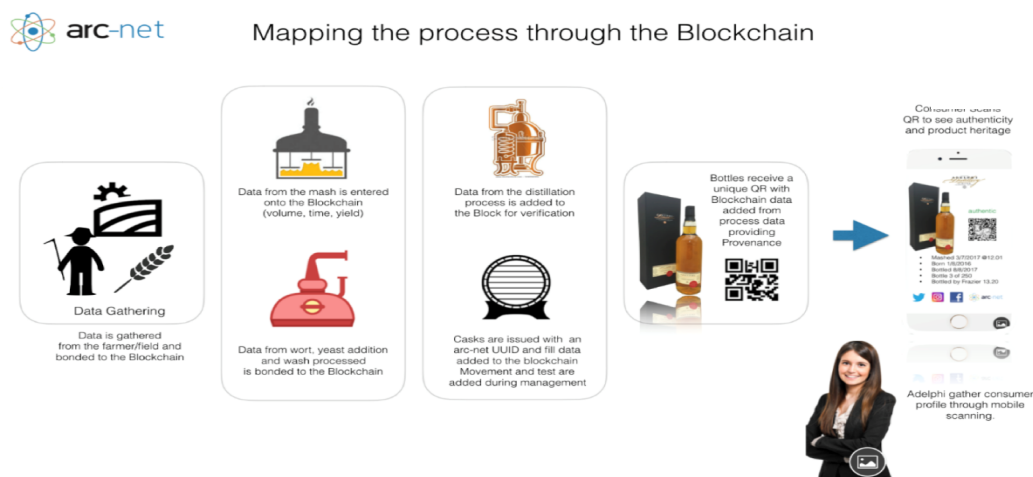 arc-net
Mapping the process through the Blockchain
Data Gathering
Data is gathered
from the farmer/field and
bonded to the Blockchain
Data from the mash is entered
onto the Blockchain
(volume, time, yield)
Data from wort, yeast addition
and wash processed
is bonded to the Blockchain
Data from the distillation
process is added to
the Block for verification
Casks are issued with an
arc-net UUID and fill data
added to the blockchain
Movement and test are
added during management
Bottles receive a
unique QR with
Blockchain data
added from
process data
providing
Provenance
Consumer Scans
QR to see authenticity
and product heritage
authentic
• Mashed 3/7/2017 @12.01
• Born 1/8/2016
• Bottled 8/8/2017
• Bottle 3 of 250
• Bottled by Frazier 13.20
arc-net
Adelphi gather consumer
profile through mobile
scanning.